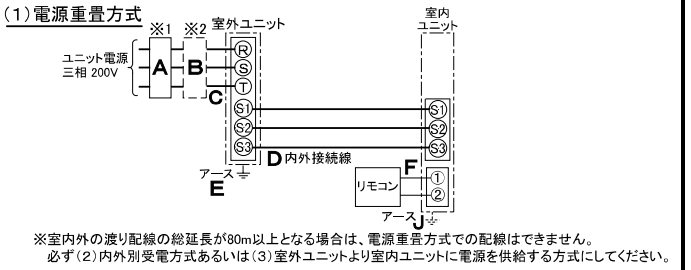 (1)電源重畳方式
※1 ※2 室外ユニット 室内
ユニット
ユニット電源
三相 200V
A B C
R
S
T
S1 S1
S2 S2
S3 S3
D 内外接続線
アース
E
リモコン F ① ②
アース J
※室内外の渡り配線の総延長が80m以上となる場合は、電源重畳方式での配線はできません。
必ず(2)内外別受電方式あるいは(3)室外ユニットより室内ユニットに電源を供給する方式にしてください。